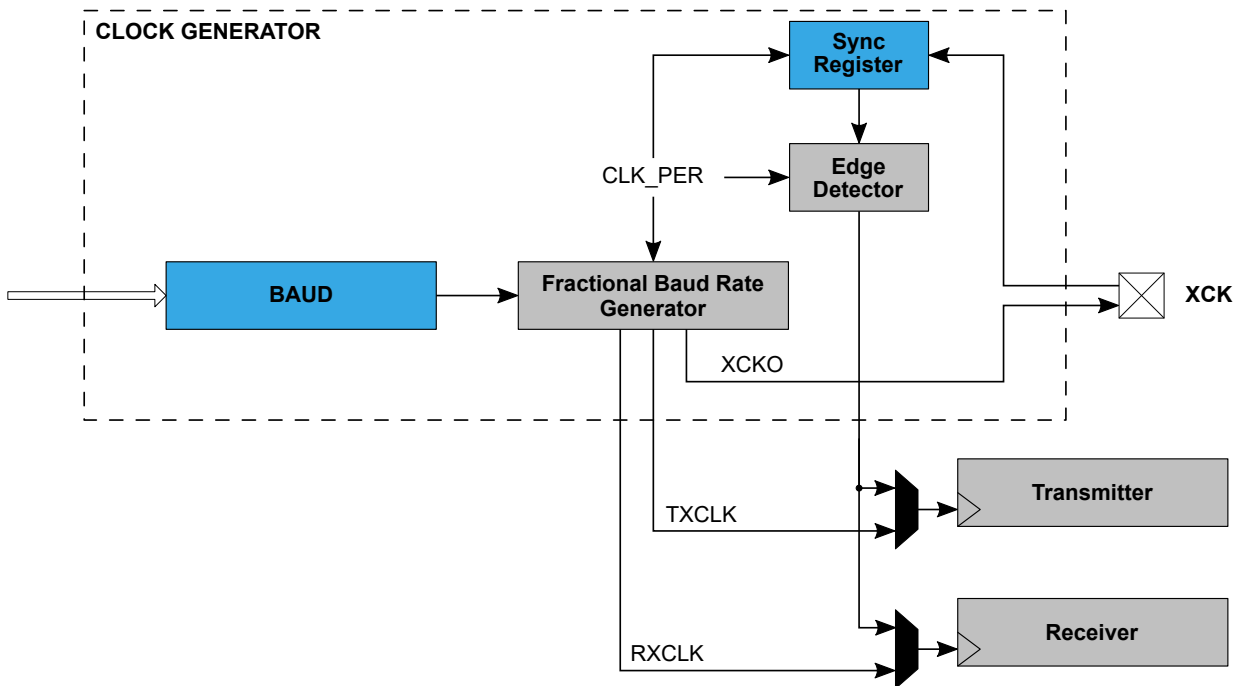 CLOCK GENERATOR
Sync
Register
CLK_PER
Edge
Detector
BAUD
Fractional Baud Rate
Generator
XCK
XCKO
Transmitter
TXCLK
Receiver
RXCLK